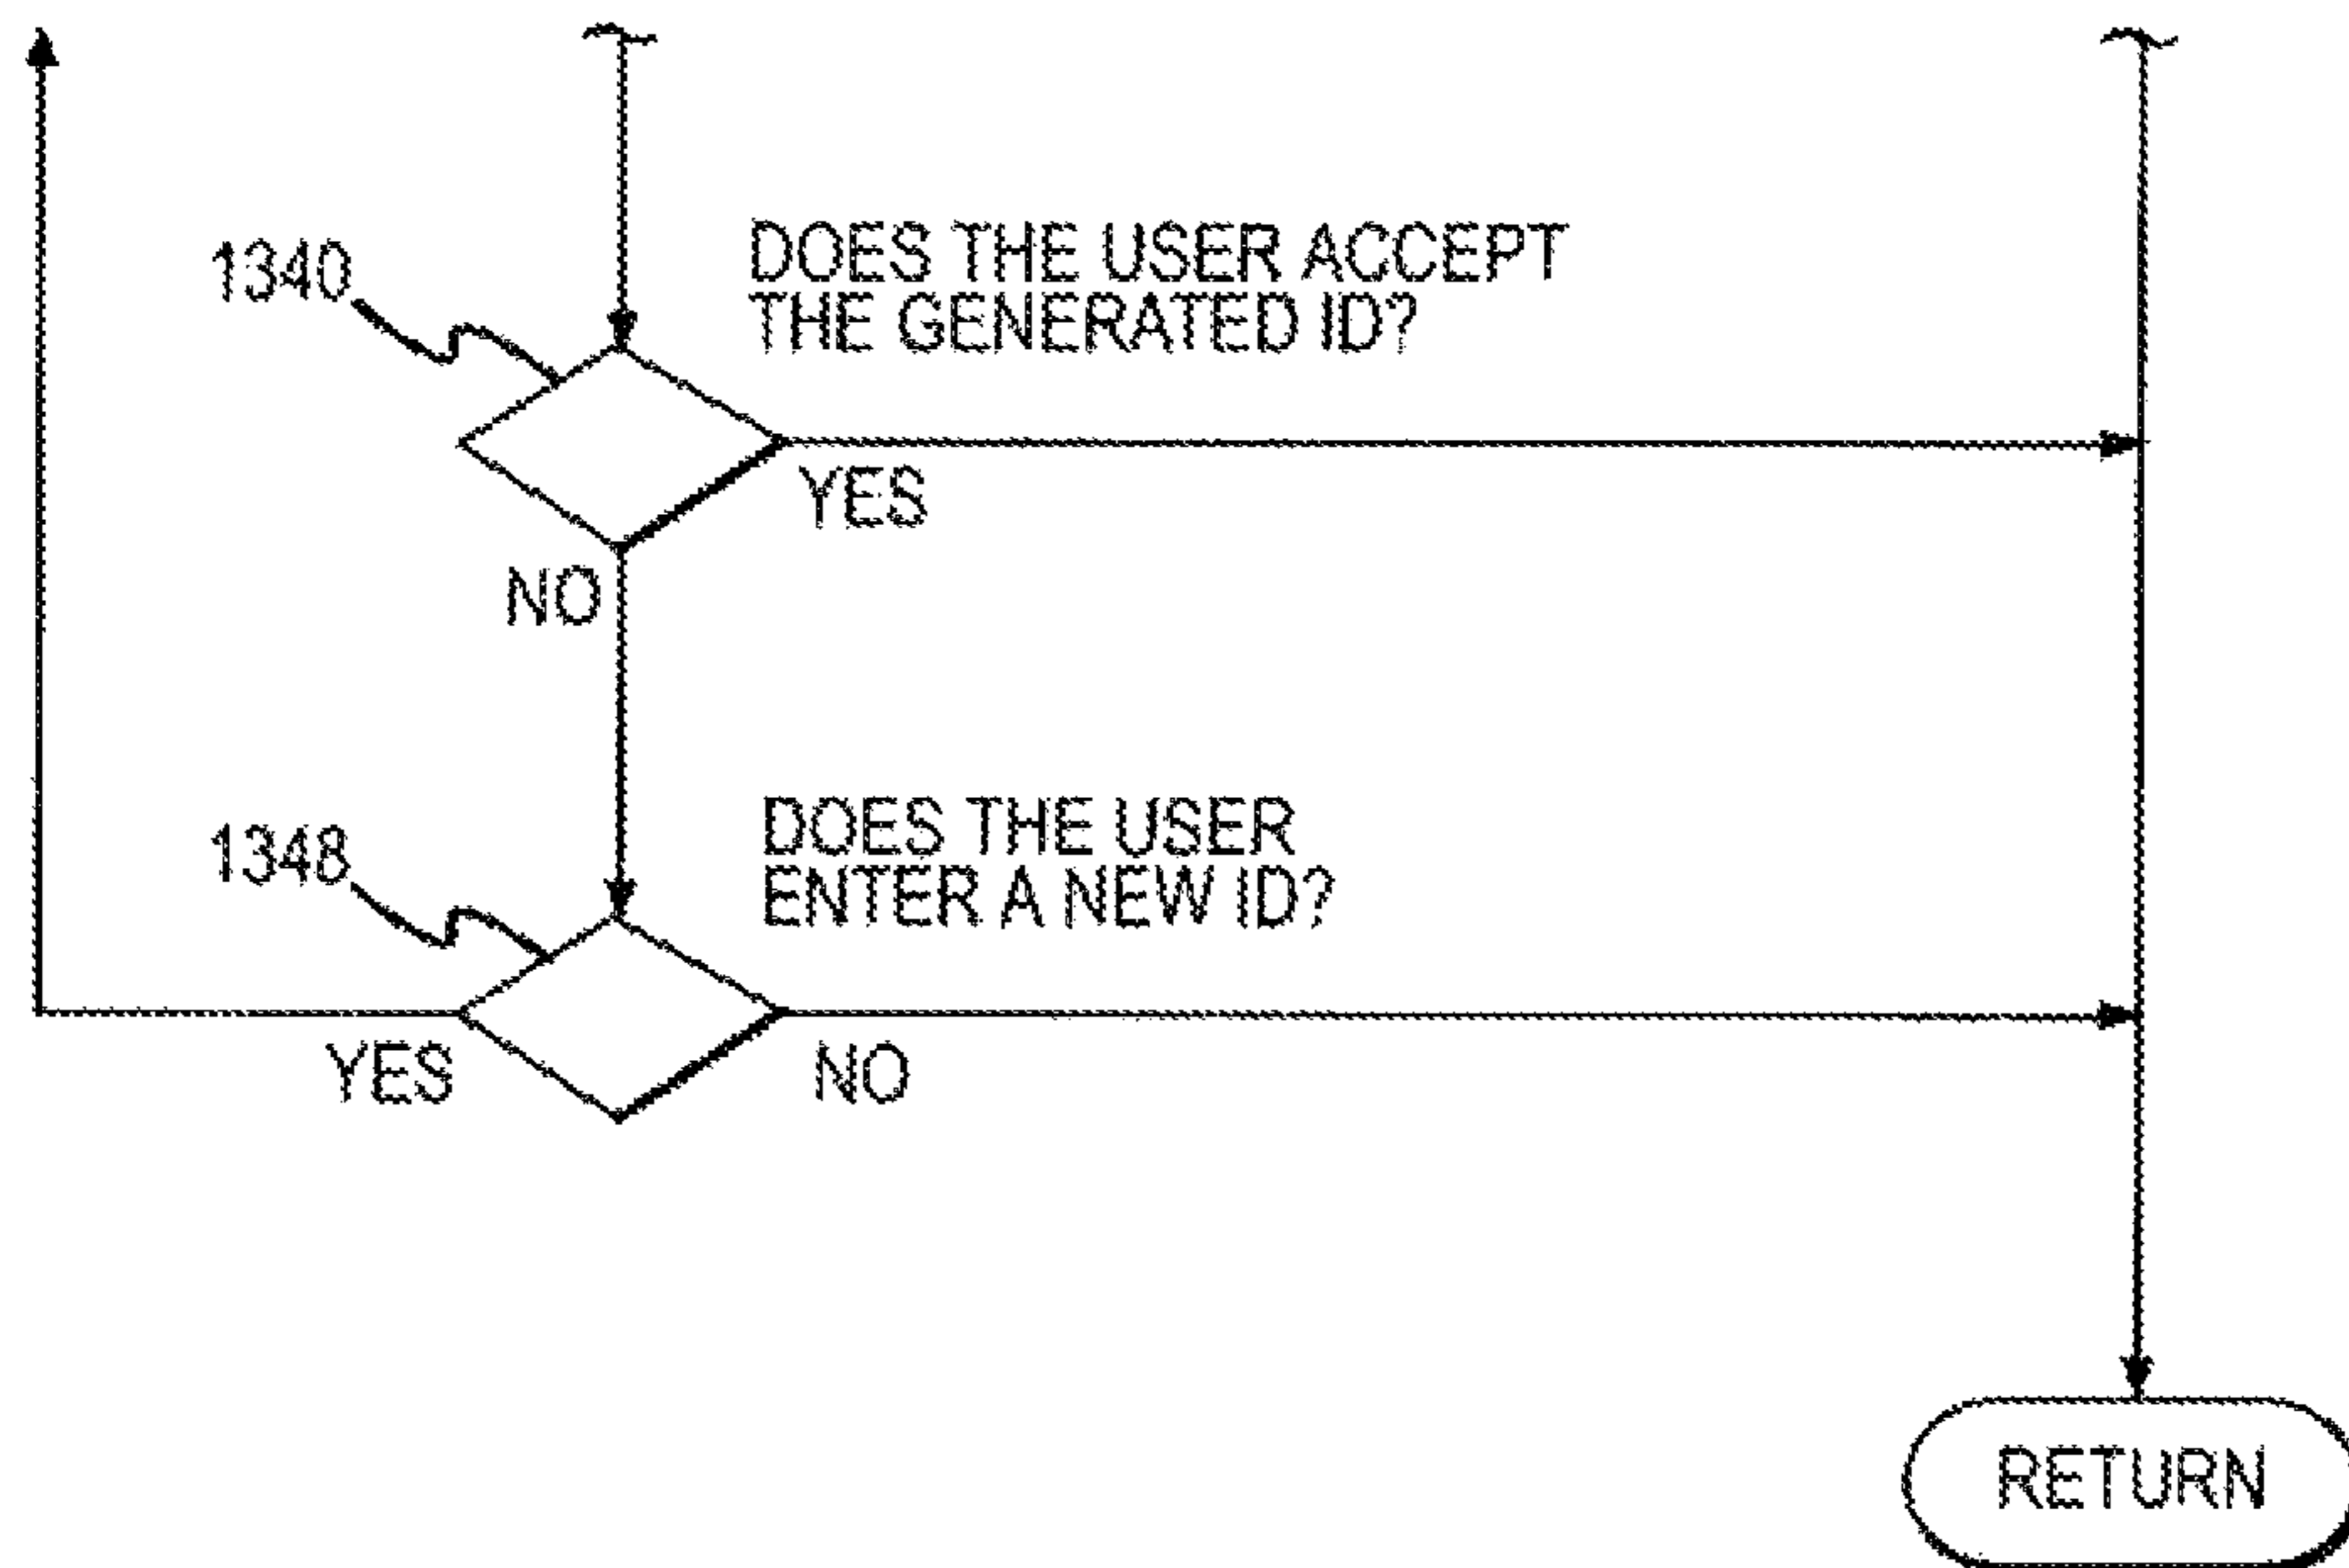 1340
DOES THE USER ACCEPT
THE GENERATED ID?
YES
NO
1348
DOES THE USER
ENTER A NEW ID?
YES
NO
RETURN